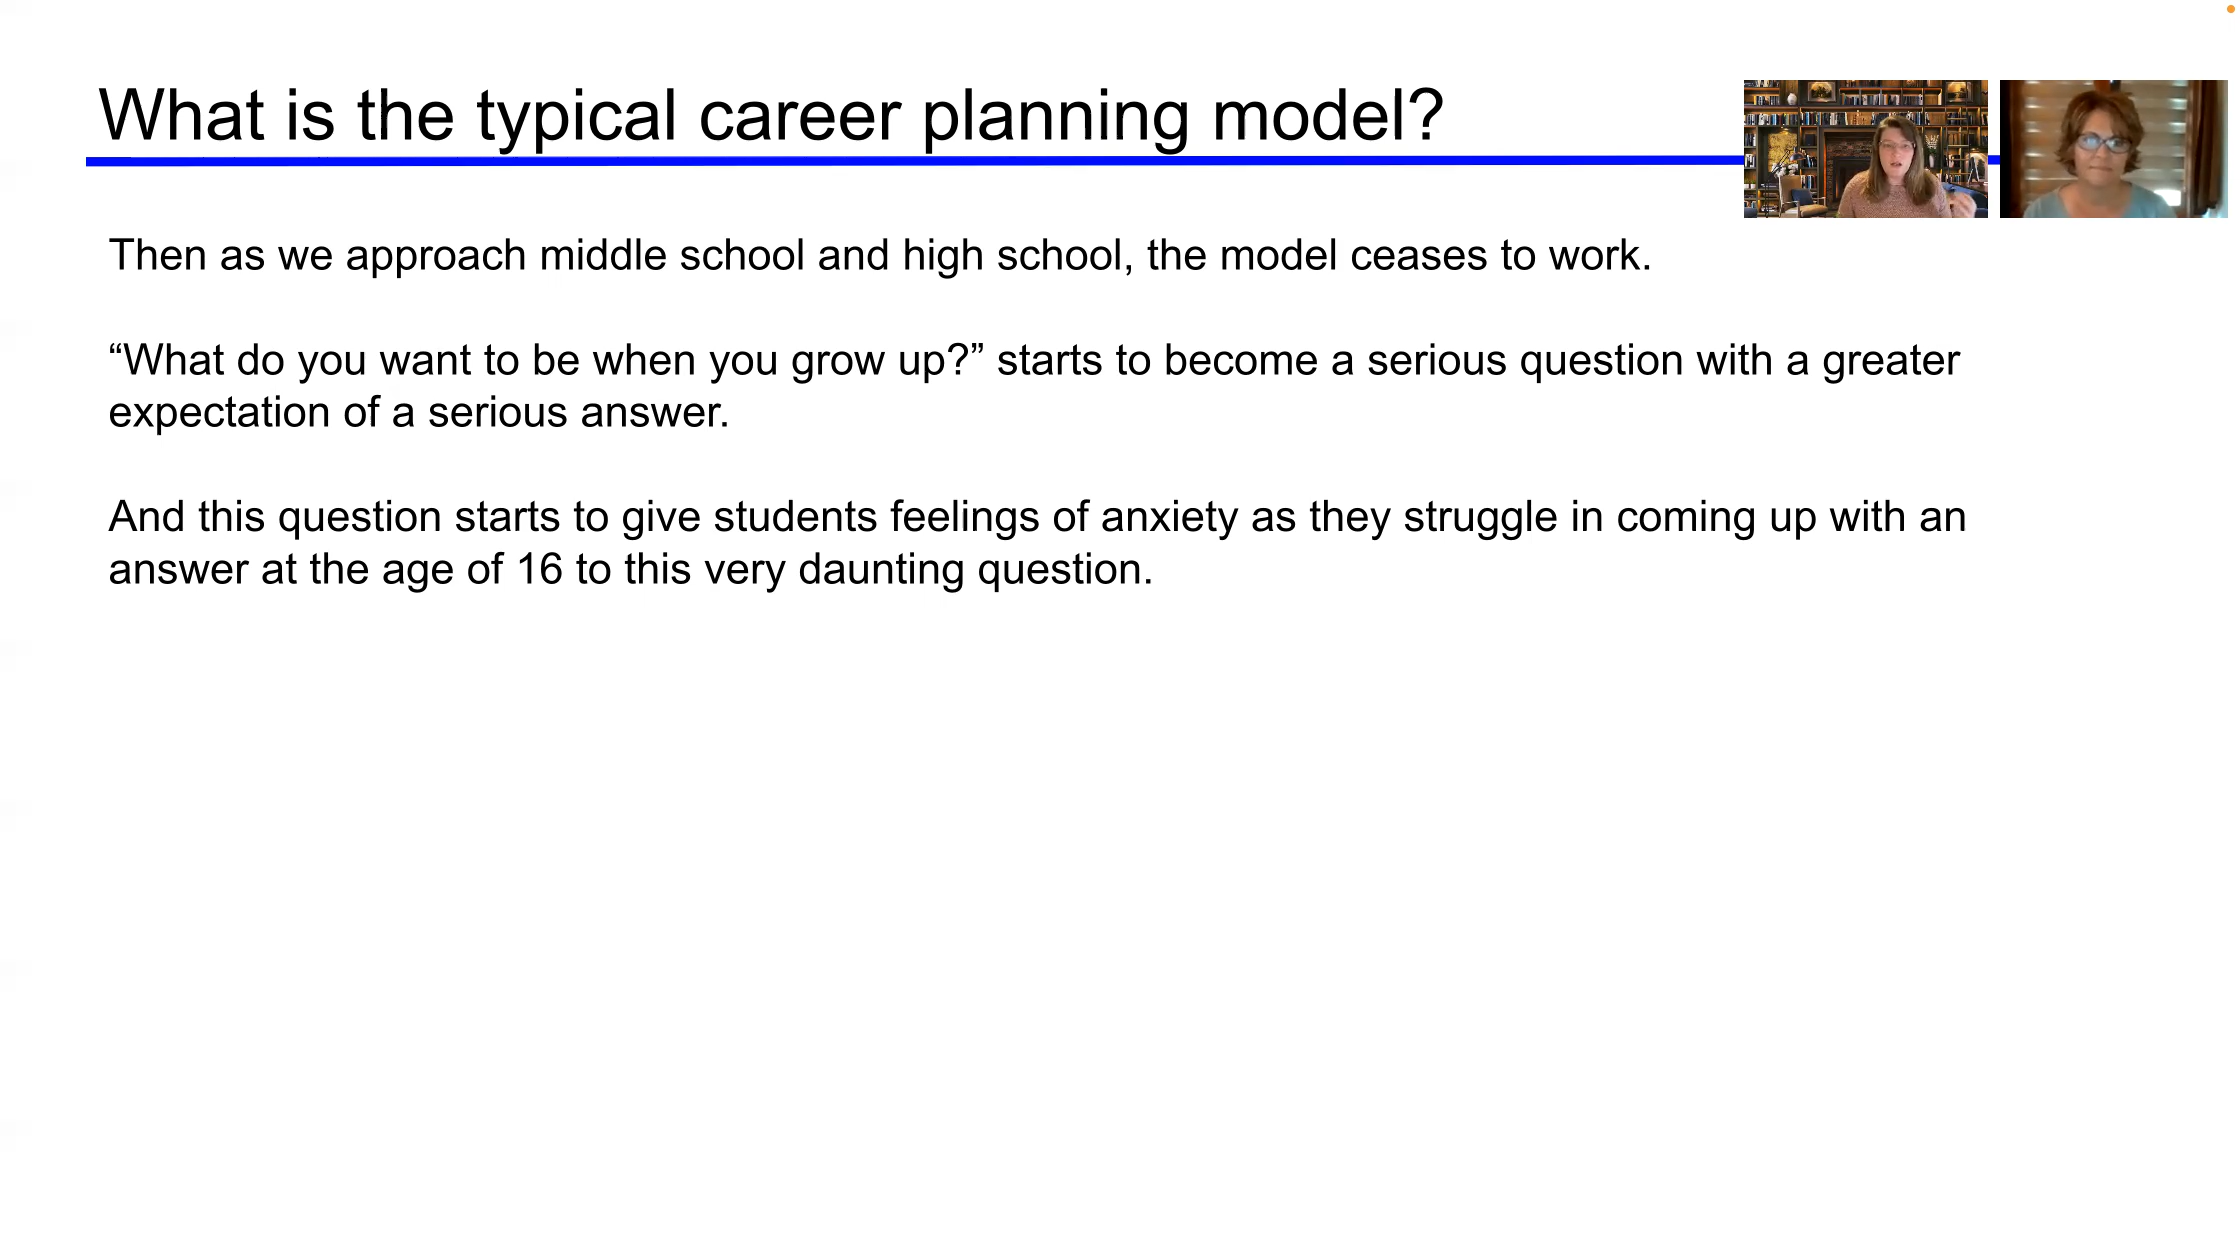 What is the typical career planning model?
Then as we approach middle school and high school, the model ceases to work.
“What do you want to be when you grow up?” starts to become a serious question with a greater
expectation of a serious answer.
And this question starts to give students feelings of anxiety as they struggle in coming up with an
answer at the age of 16 to this very daunting question.